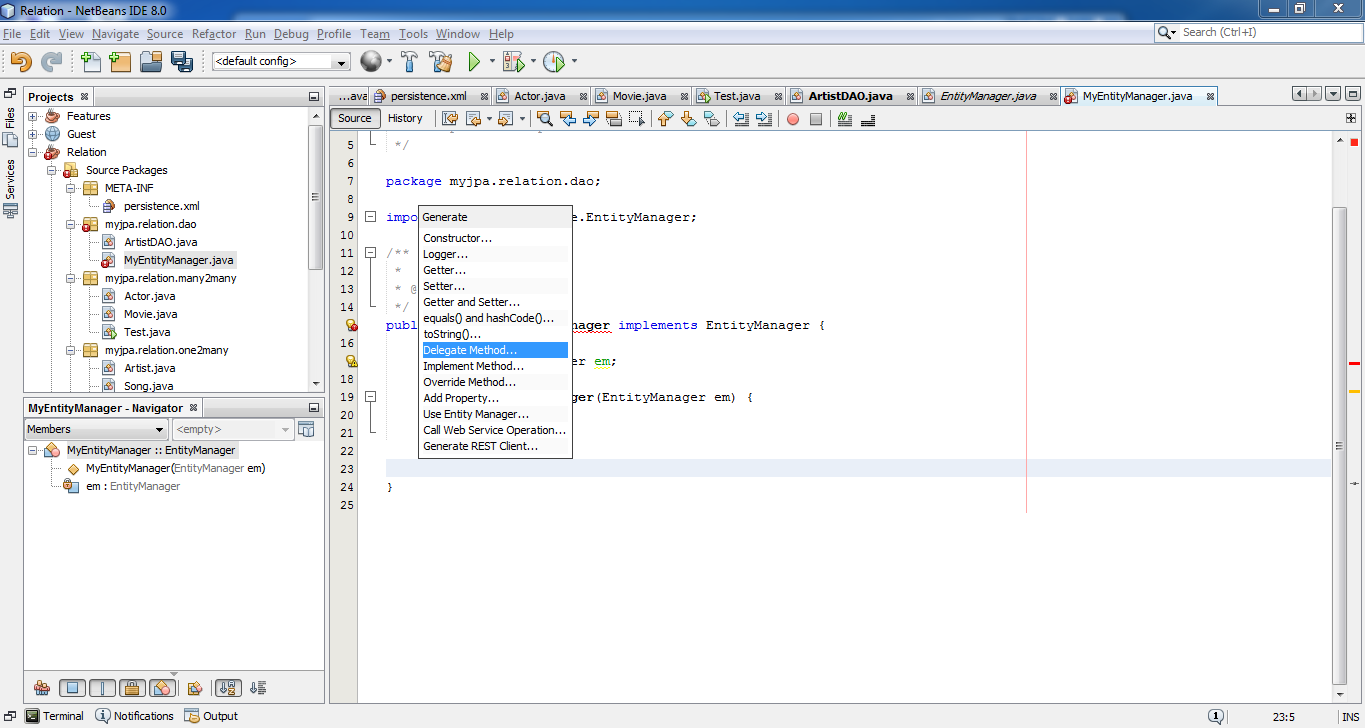 Relation - NetBeans IDE 8.0
File Edit View Navigate Source Refactor Run Debug Profile Team Tools Window Help
Search (Ctrl+I)
<default config>
Files
Services
Projects
Features
Guest
Relation
Source Packages
META-INF
persistence.xml
myjpa.relation.dao
ArtistDAO.java
MyEntityManager.java
myjpa.relation.many2many
Actor.java
Movie.java
Test.java
myjpa.relation.one2many
Artist.java
Song.java
MyEntityManager - Navigator
Members
<empty>
MyEntityManager :: EntityManager
MyEntityManager(EntityManager em)
em : EntityManager
...ava persistence.xml Actor.java Movie.java Test.java ArtistDAO.java EntityManager.java MyEntityManager.java
Source History
5 */
6
7 package myjpa.relation.dao;
8
9 impo e.EntityManager;
10
11 /**
12 *
13 * @
14 */
publ nager implements EntityManager {
16
er em;
18
19 ger(EntityManager em) {
20
21
22
23
24 }
25
Generate
Constructor...
Logger...
Getter...
Setter...
Getter and Setter...
equals() and hashCode()...
toString()...
Delegate Method...
Implement Method...
Override Method...
Add Property...
Use Entity Manager...
Call Web Service Operation...
Generate REST Client...
Terminal Notifications Output
1 23:5 INS